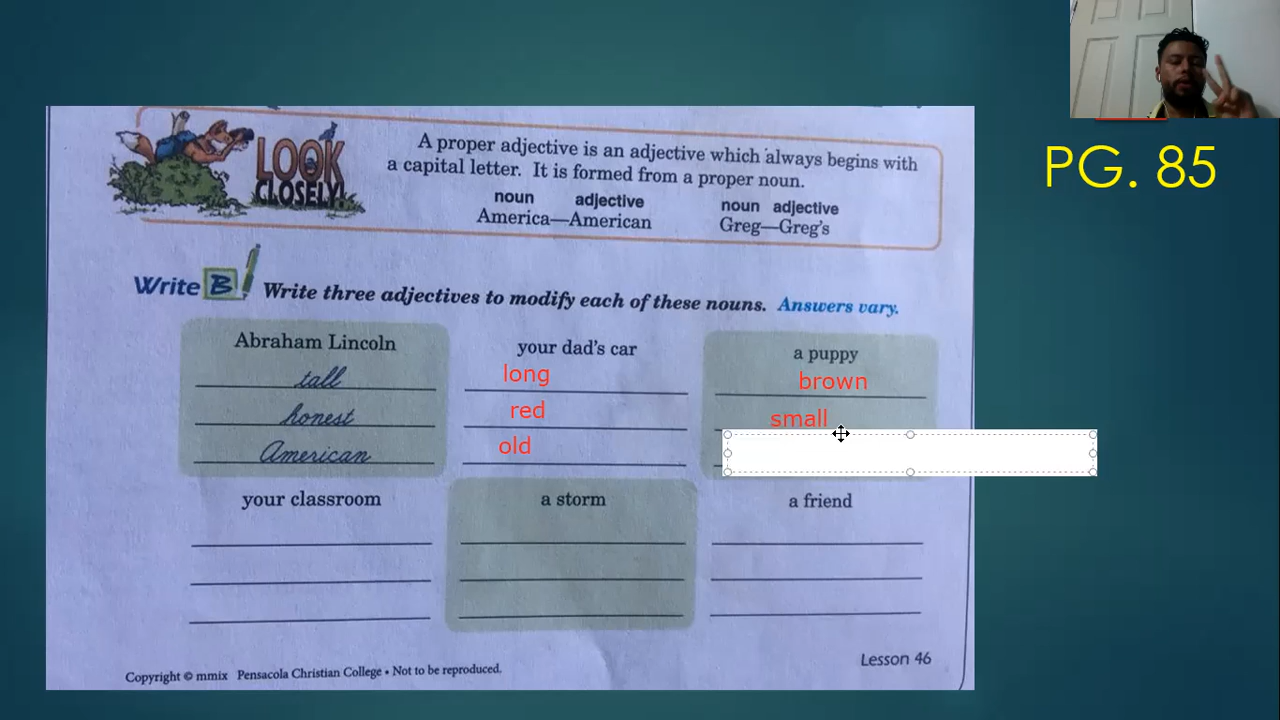 PG. 85
LOOK
CLOSELY!
A proper adjective is an adjective which always begins with
a capital letter. It is formed from a proper noun.
noun adjective noun adjective
America—American Greg—Greg's
Write B Write three adjectives to modify each of these nouns. Answers vary.
Abraham Lincoln
tall
honest
American
your dad's car
long
red
old
a puppy
brown
small
your classroom
a storm
a friend
Lesson 46
Copyright © mmix Pensacola Christian College • Not to be reproduced.